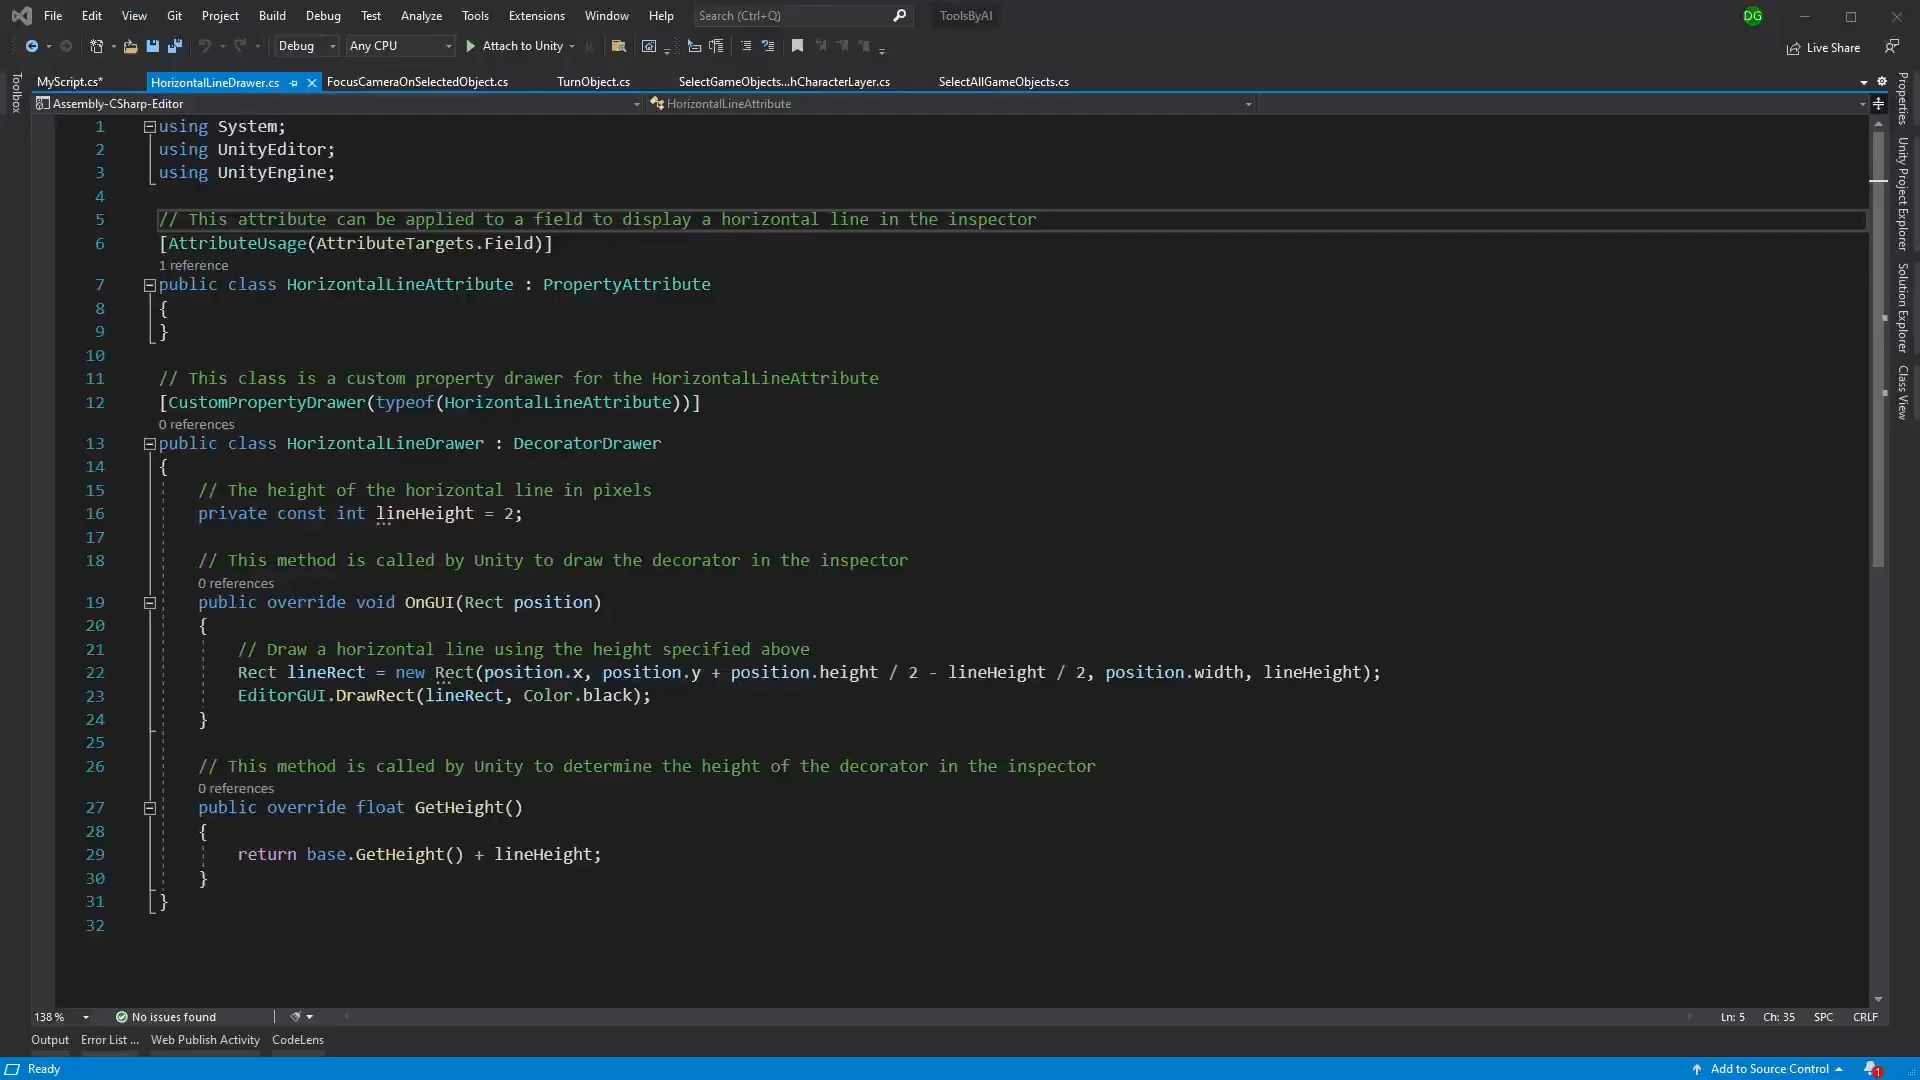 File Edit View Git Project Build Debug Test Analyze Tools Extensions Window Help Search (Ctrl+Q) ToolsByAI DG
Debug Any CPU Attach to Unity Live Share
MyScript.cs* HorizontalLineDrawer.cs FocusCameraOnSelectedObject.cs TurnObject.cs SelectGameObjects...hCharacterLayer.cs SelectAllGameObjects.cs
Assembly-CSharp-Editor HorizontalLineAttribute
Toolbox
1 using System;
2 using UnityEditor;
3 using UnityEngine;
4
5 // This attribute can be applied to a field to display a horizontal line in the inspector
6 [AttributeUsage(AttributeTargets.Field)]
1 reference
7 public class HorizontalLineAttribute : PropertyAttribute
8 {
9 }
10
11 // This class is a custom property drawer for the HorizontalLineAttribute
12 [CustomPropertyDrawer(typeof(HorizontalLineAttribute))]
0 references
13 public class HorizontalLineDrawer : DecoratorDrawer
14 {
15 // The height of the horizontal line in pixels
16 private const int lineHeight = 2;
17
18 // This method is called by Unity to draw the decorator in the inspector
0 references
19 public override void OnGUI(Rect position)
20 {
21 // Draw a horizontal line using the height specified above
22 Rect lineRect = new Rect(position.x, position.y + position.height / 2 - lineHeight / 2, position.width, lineHeight);
23 EditorGUI.DrawRect(lineRect, Color.black);
24 }
25
26 // This method is called by Unity to determine the height of the decorator in the inspector
0 references
27 public override float GetHeight()
28 {
29 return base.GetHeight() + lineHeight;
30 }
31 }
32
Properties
Unity Project Explorer
Solution Explorer
Class View
138 % No issues found Ln: 5 Ch: 35 SPC CRLF
Output Error List ... Web Publish Activity CodeLens
Ready Add to Source Control 1